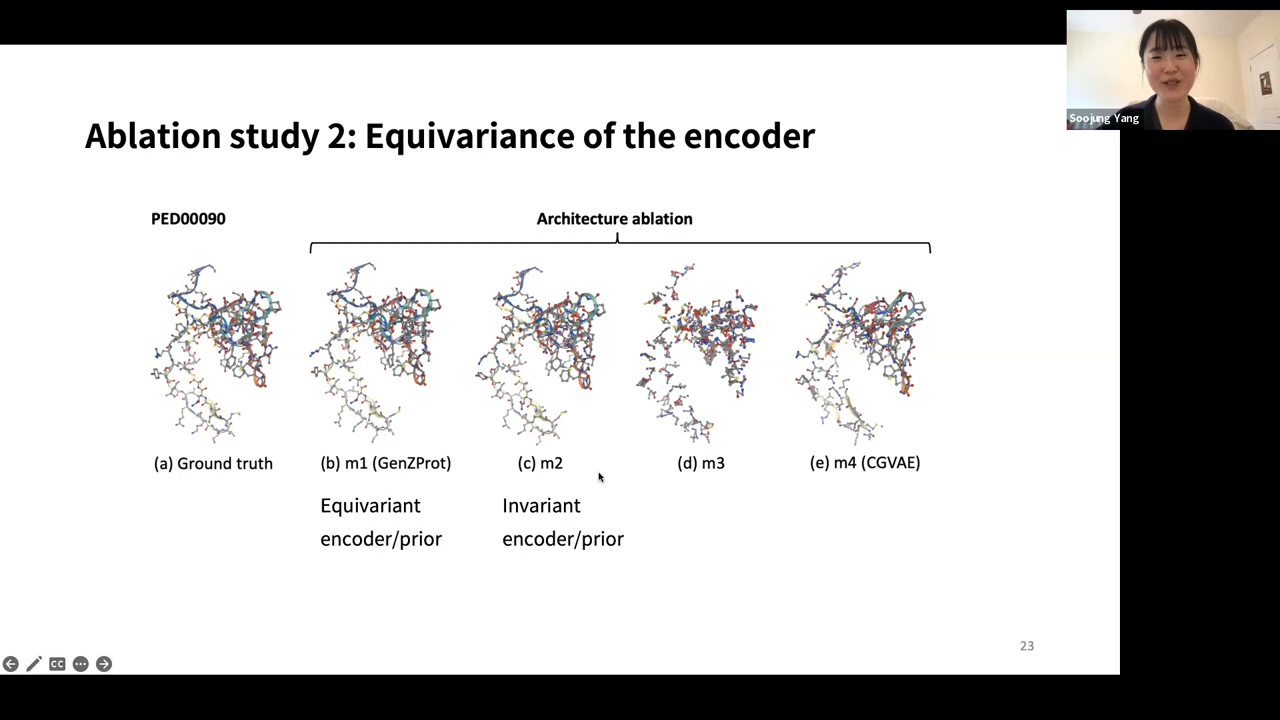 Soojung Yang
Ablation study 2: Equivariance of the encoder
PED00090
Architecture ablation
(a) Ground truth
(b) m1 (GenZProt)
(c) m2
(d) m3
(e) m4 (CGVAE)
Equivariant
encoder/prior
Invariant
encoder/prior
23
CC